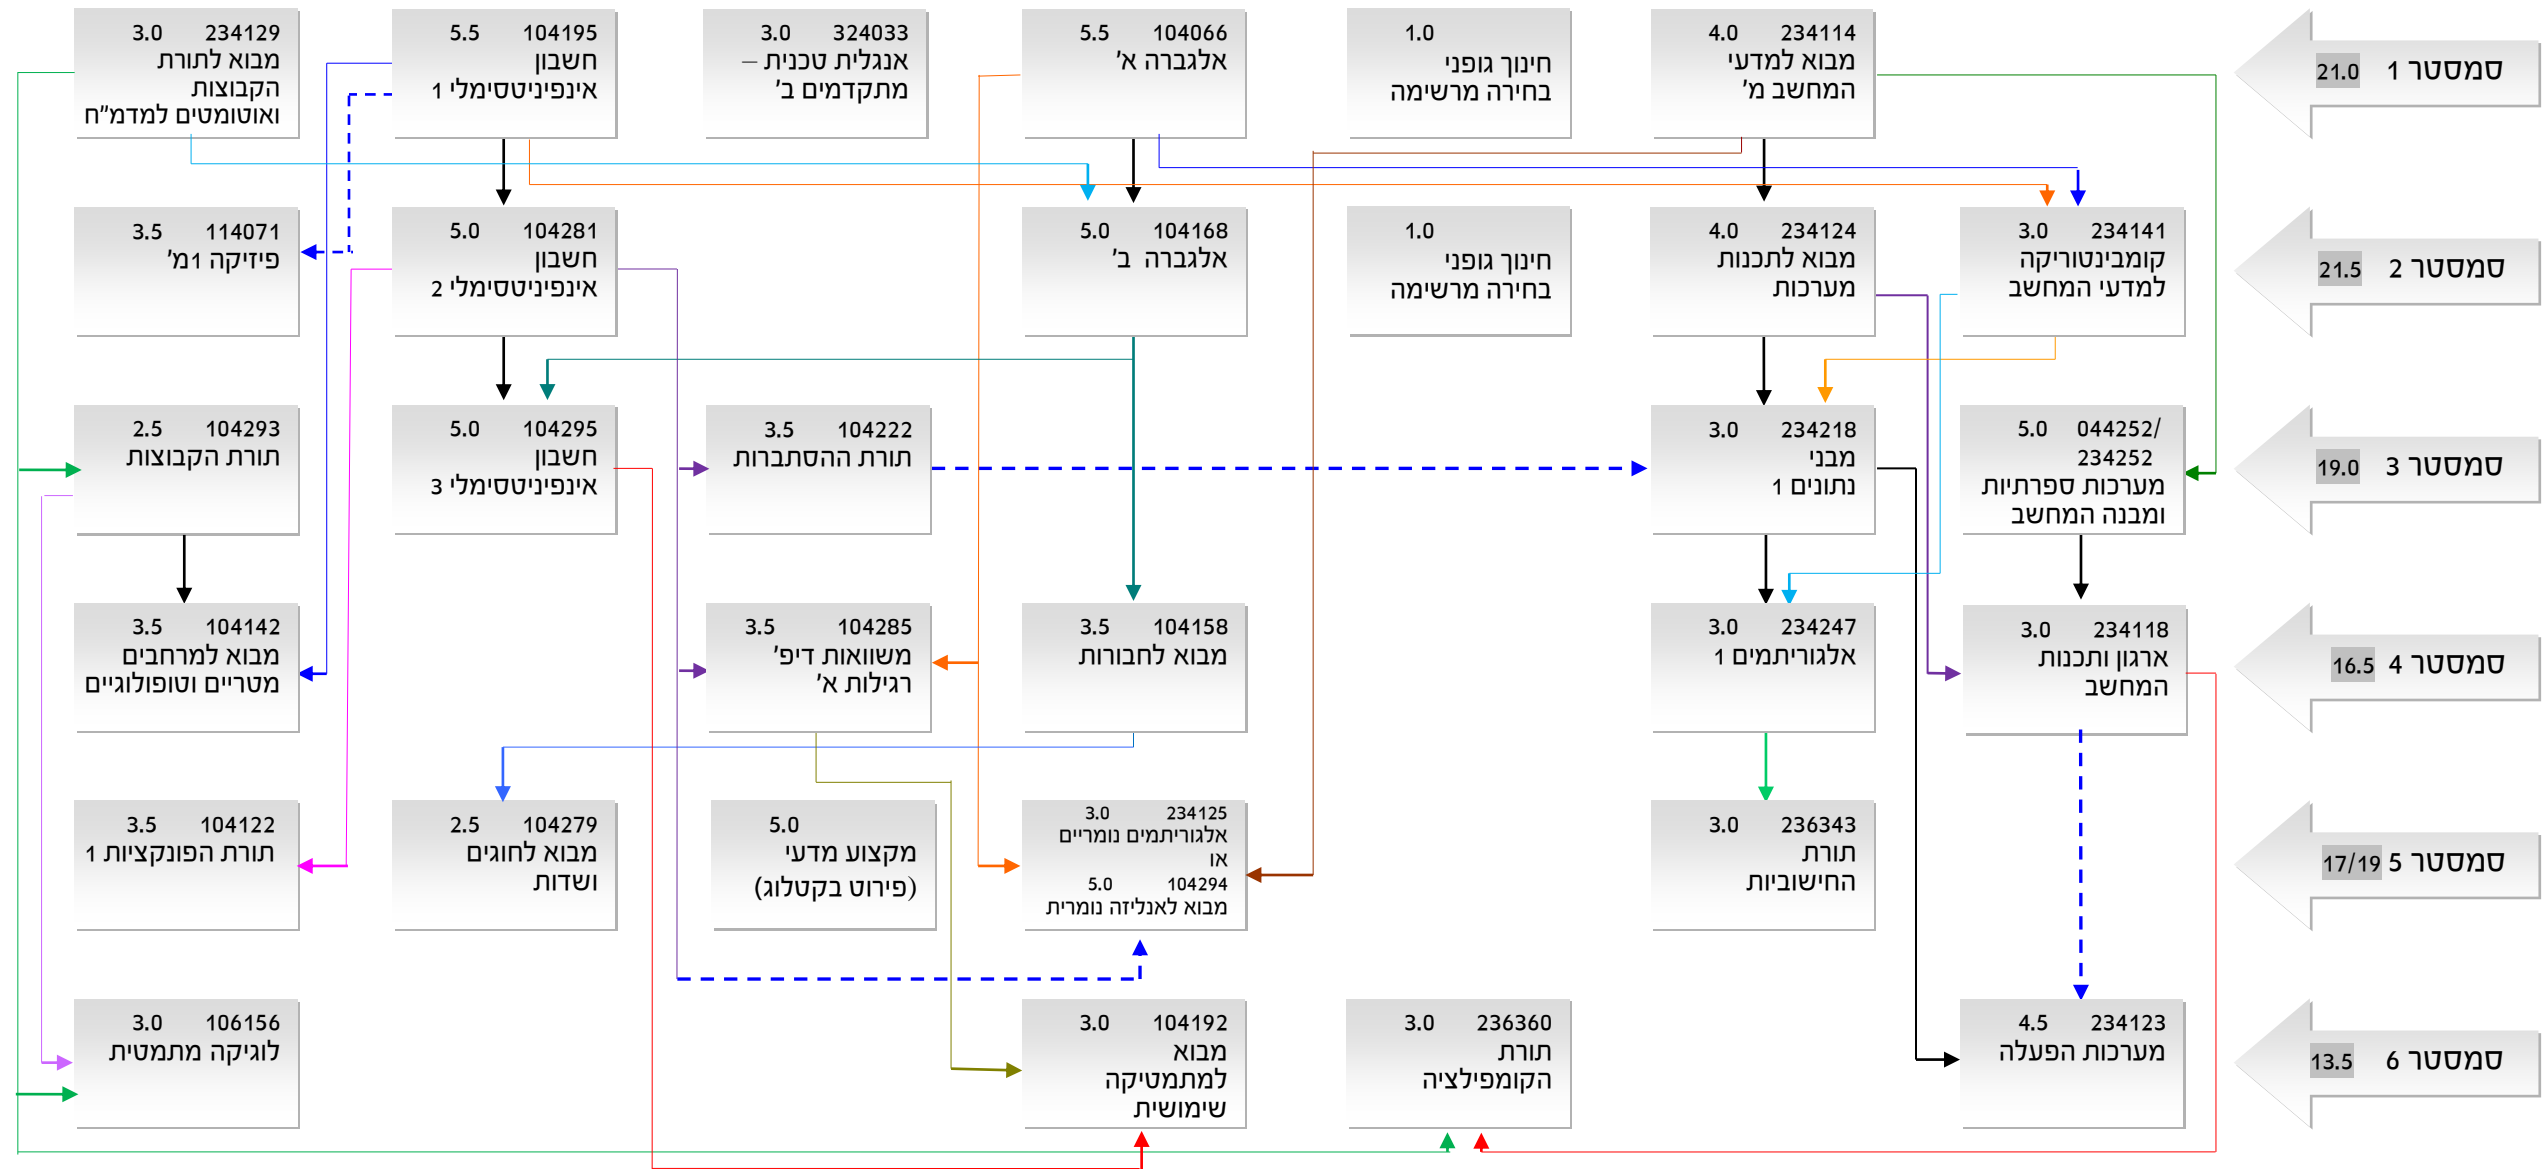 סמסטר 1 21.0
234114 4.0
מבוא למדעי
המחשב מ'
1.0
חינוך גופני
בחירה מרשימה
104066 5.5
אלגברה א'
324033 3.0
אנגלית טכנית –
מתקדמים ב'
104195 5.5
חשבון
אינפיניטסימלי 1
234129 3.0
מבוא לתורת
הקבוצות
ואוטומטים למדמ"ח
סמסטר 2 21.5
234141 3.0
קומבינטוריקה
למדעי המחשב
234124 4.0
מבוא לתכנות
מערכות
1.0
חינוך גופני
בחירה מרשימה
104168 5.0
אלגברה ב'
104281 5.0
חשבון
אינפיניטסימלי 2
114071 3.5
פיזיקה 1מ'
סמסטר 3 19.0
044252/ 5.0
234252
מערכות ספרתיות
ומבנה המחשב
234218 3.0
מבני
נתונים 1
104222 3.5
תורת ההסתברות
104295 5.0
חשבון
אינפיניטסימלי 3
104293 2.5
תורת הקבוצות
סמסטר 4 16.5
234118 3.0
ארגון ותכנות
המחשב
234247 3.0
אלגוריתמים 1
104158 3.5
מבוא לחבורות
104285 3.5
משוואות דיפ'
רגילות א'
104142 3.5
מבוא למרחבים
מטריים וטופולוגיים
סמסטר 5 17/19
236343 3.0
תורת
החישוביות
234125 3.0
אלגוריתמים נומריים
או
104294 5.0
מבוא לאנליזה נומרית
5.0
מקצוע מדעי
(פירוט בקטלוג)
104279 2.5
מבוא לחוגים
ושדות
104122 3.5
תורת הפונקציות 1
סמסטר 6 13.5
234123 4.5
מערכות הפעלה
236360 3.0
תורת
הקומפילציה
104192 3.0
מבוא
למתמטיקה
שימושית
106156 3.0
לוגיקה מתמטית